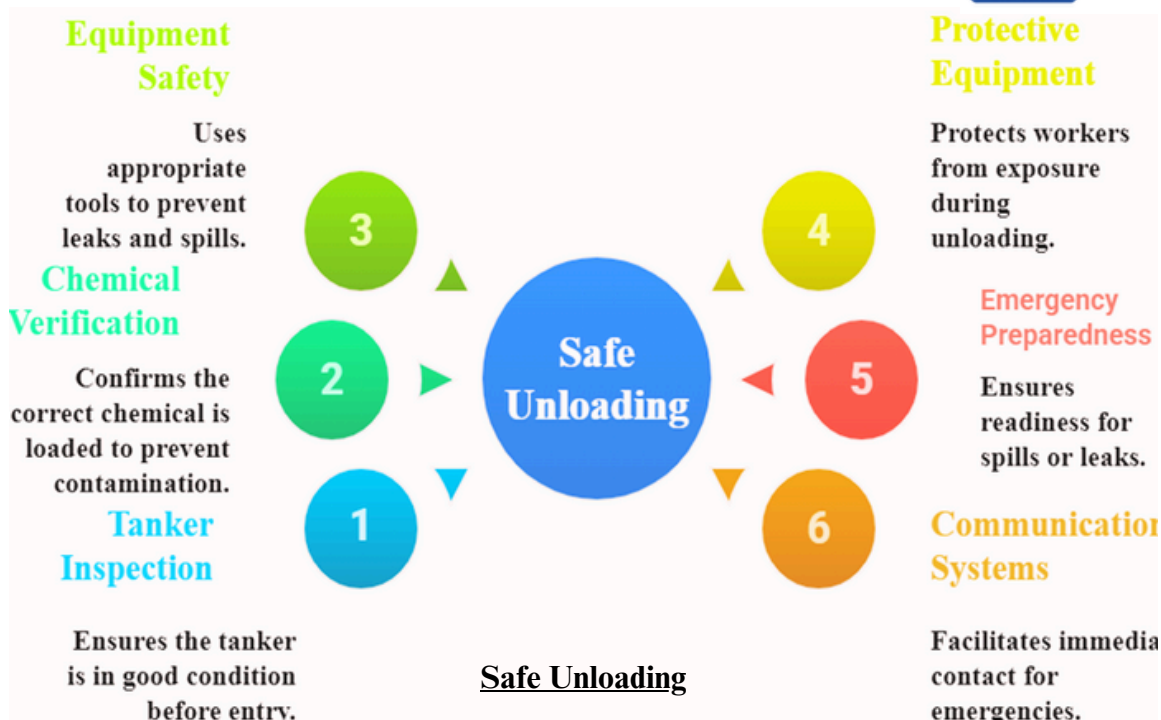 Equipment
Safety
Uses
appropriate
tools to prevent
leaks and spills.
3
Chemical
Verification
Confirms the
correct chemical is
loaded to prevent
contamination.
2
Tanker
Inspection
Ensures the tanker
is in good condition
before entry.
1
Safe
Unloading
Protective
Equipment
Protects workers
from exposure
during
unloading.
4
Emergency
Preparedness
Ensures
readiness for
spills or leaks.
5
Communication
Systems
Facilitates immedia
contact for
emergencies.
6
Safe Unloading